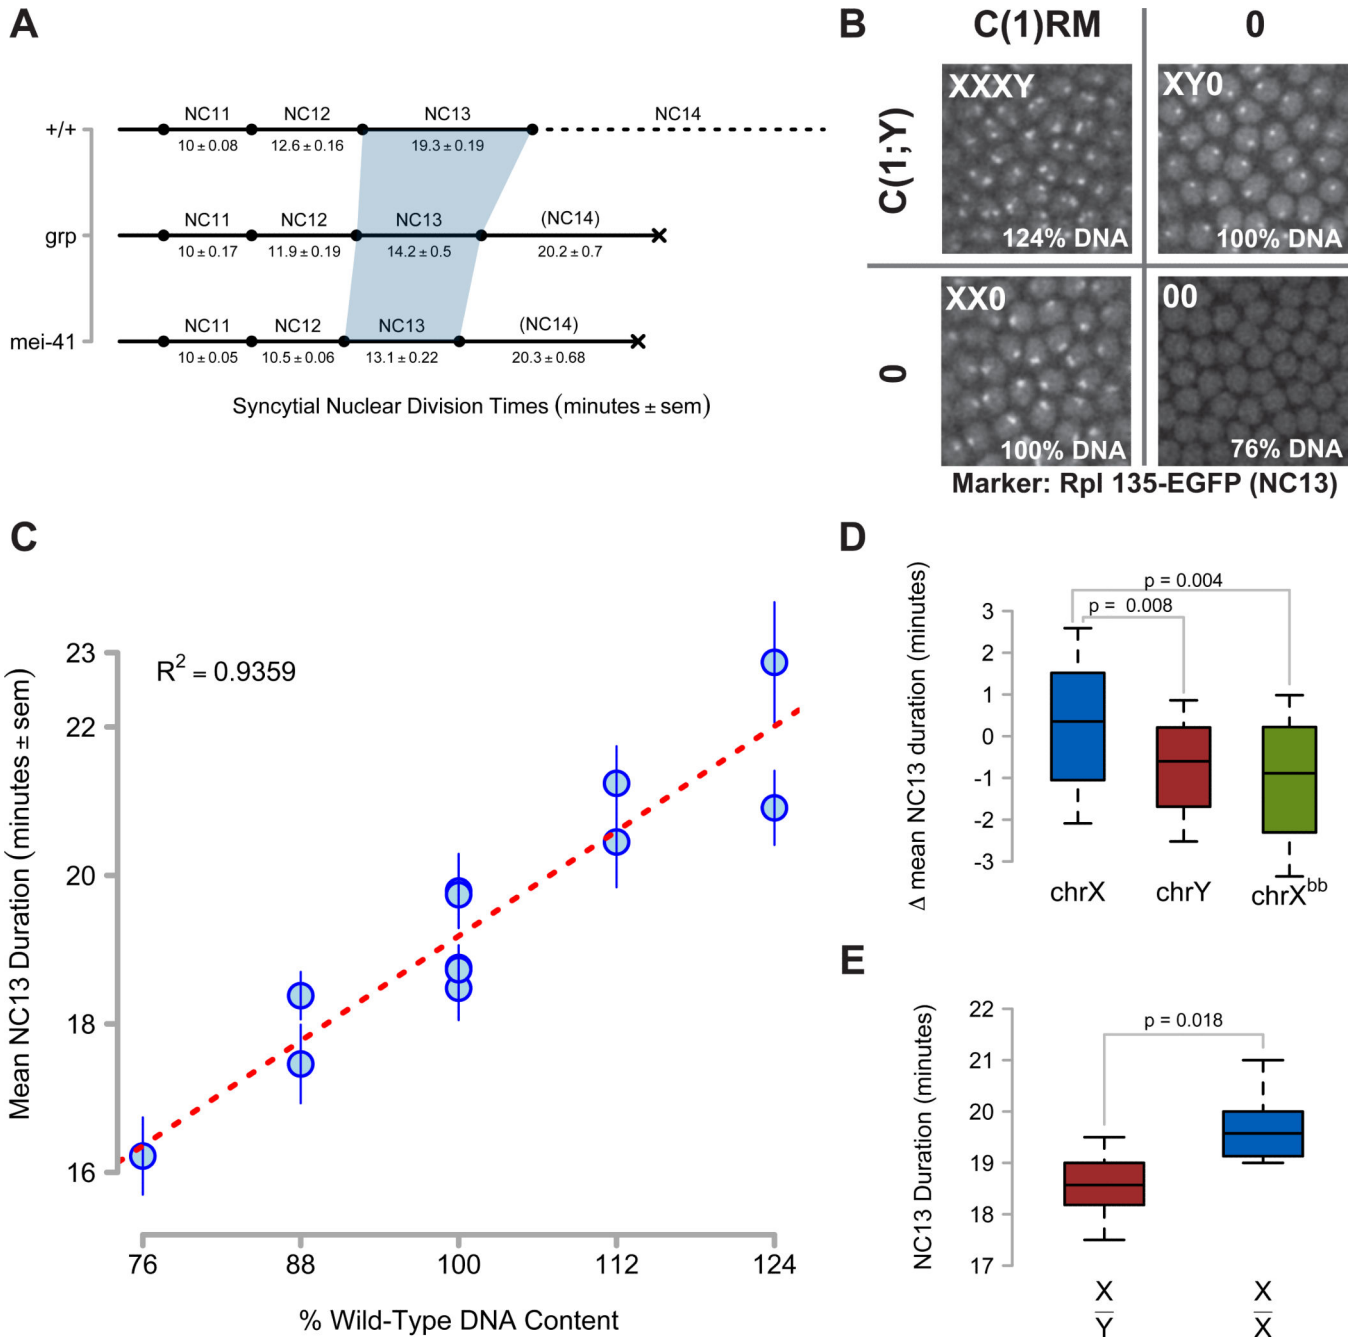 A
NC11 NC12 NC13 NC14
+/+
10 ± 0.08 12.6 ± 0.16 19.3 ± 0.19
NC11 NC12 NC13 (NC14)
grp
10 ± 0.17 11.9 ± 0.19 14.2 ± 0.5 20.2 ± 0.7
NC11 NC12 NC13 (NC14)
mei-41
10 ± 0.05 10.5 ± 0.06 13.1 ± 0.22 20.3 ± 0.68
Syncytial Nuclear Division Times (minutes ± sem)
B
C(1)RM 0
C(1;Y)
XXXY
124% DNA
XY0
100% DNA
0
XX0
100% DNA
00
76% DNA
Marker: Rpl 135-EGFP (NC13)
C
Mean NC13 Duration (minutes ± sem)
R² = 0.9359
23
22
20
18
16
76 88 100 112 124
% Wild-Type DNA Content
D
Δ mean NC13 duration (minutes)
p = 0.004
p = 0.008
3
2
1
0
-1
-2
-3
chrX chrY chrX^bb
E
NC13 Duration (minutes)
p = 0.018
22
21
20
19
18
17
X X
Y X